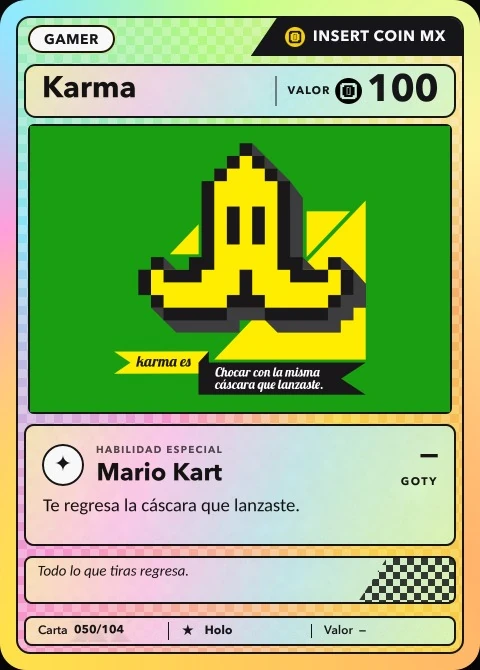 GAMER
INSERT COIN MX
Karma
VALOR 100
karma es
Chocar con la misma
cáscara que lanzaste.
HABILIDAD ESPECIAL
Mario Kart
–
GOTY
Te regresa la cáscara que lanzaste.
Todo lo que tiras regresa.
Carta 050/104 ★ Holo Valor –